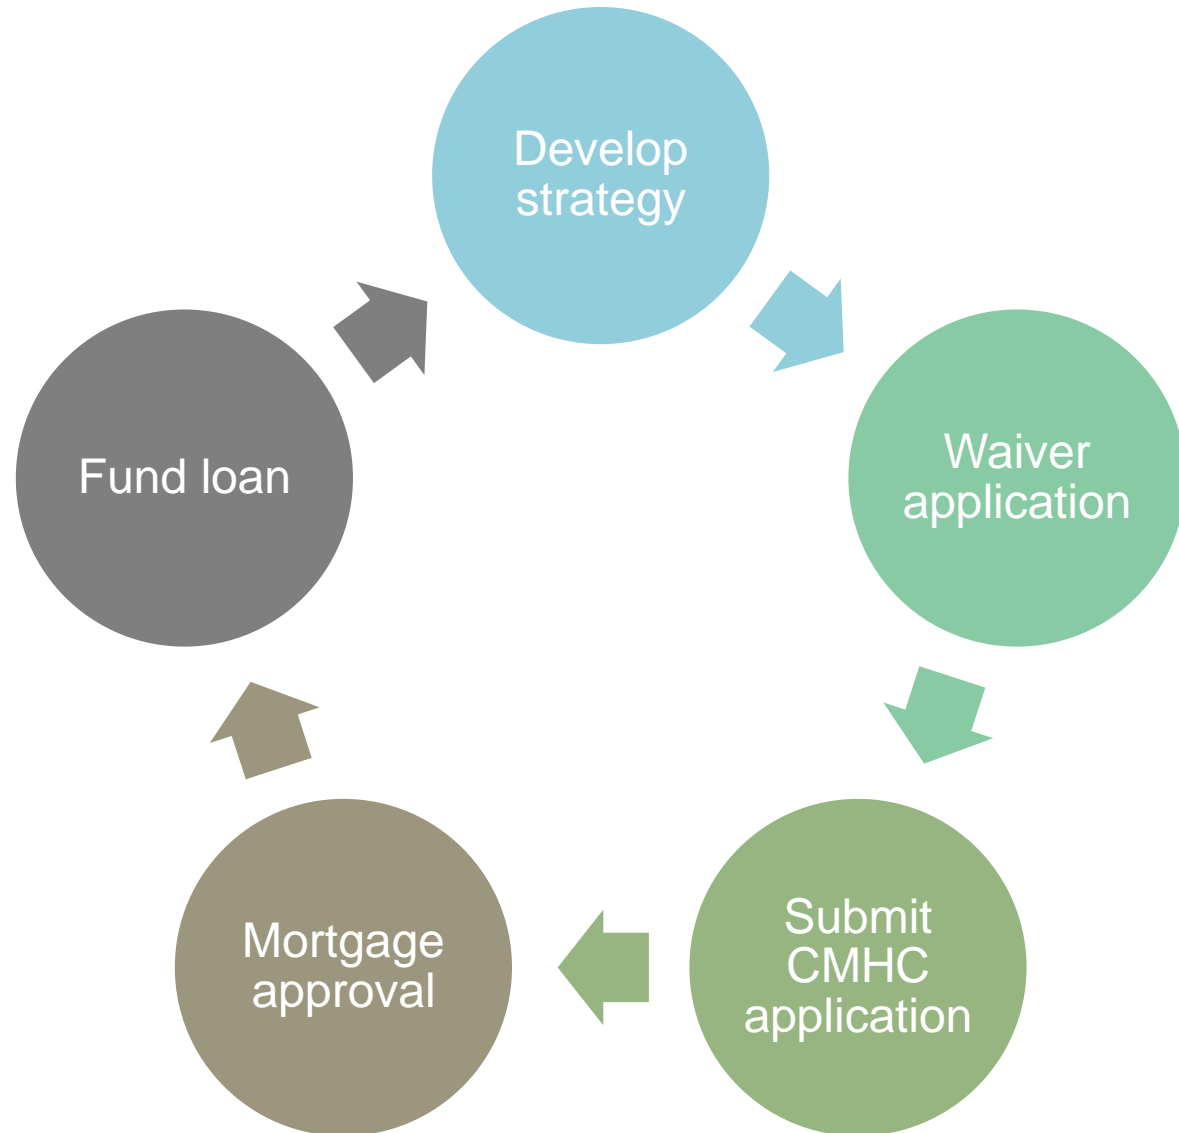 Develop
strategy
Waiver
application
Submit
CMHC
application
Mortgage
approval
Fund loan